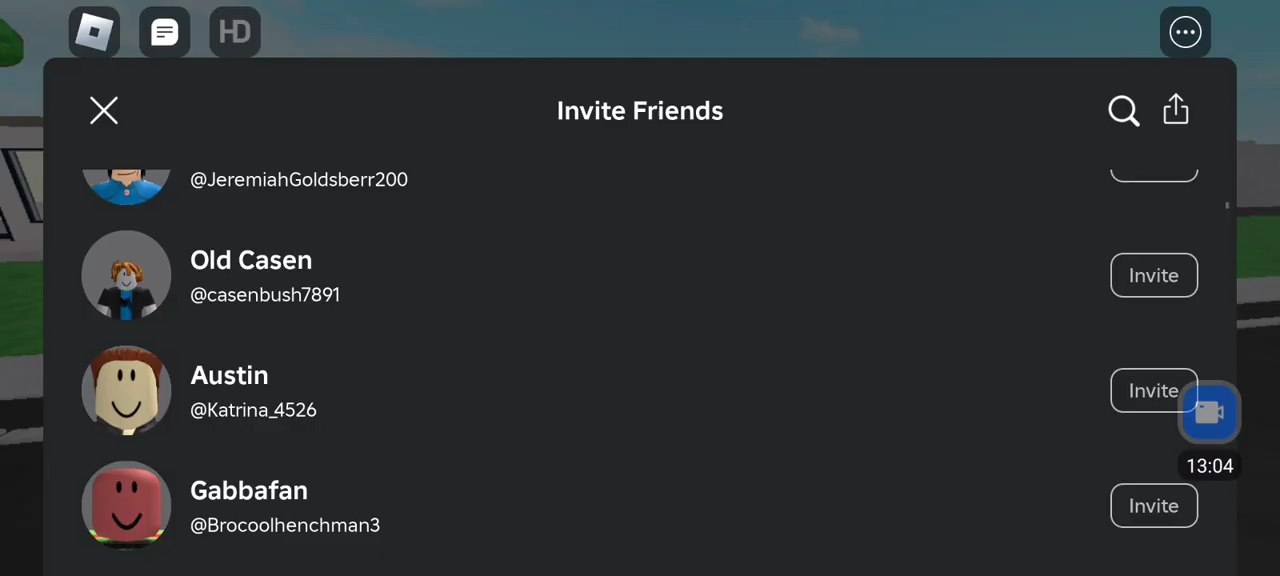 HD
Invite Friends
@JeremiahGoldsberr200
Old Casen
@casenbush7891
Invite
Austin
@Katrina_4526
Invite
13:04
Gabbafan
@Brocoolhenchman3
Invite